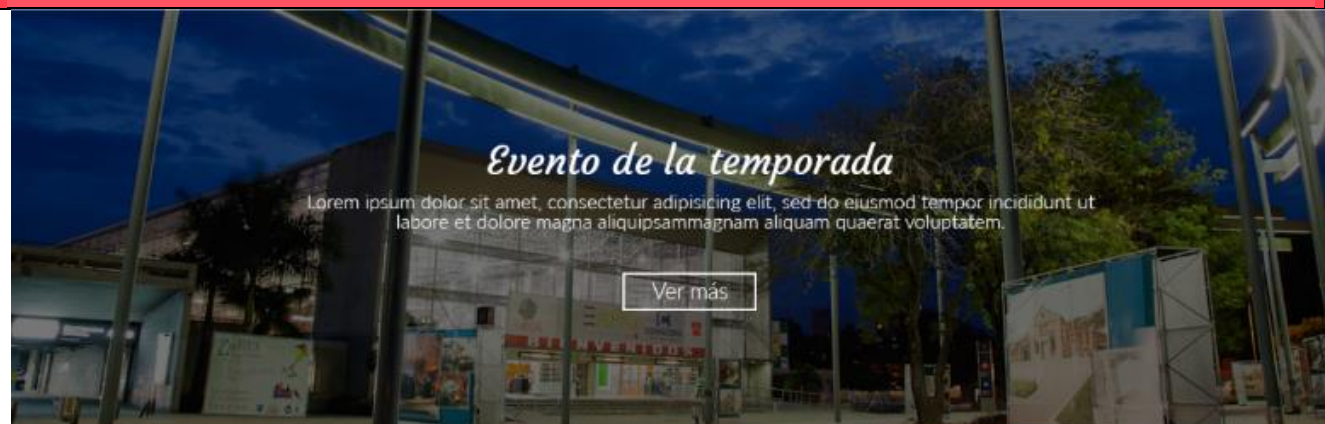 Evento de la temporada
Lorem ipsum dolor sit amet, consectetur adipisicing elit, sed do eiusmod tempor incididunt ut
labore et dolore magna aliquipsammagnam aliquam quaerat voluptatem.
Ver más